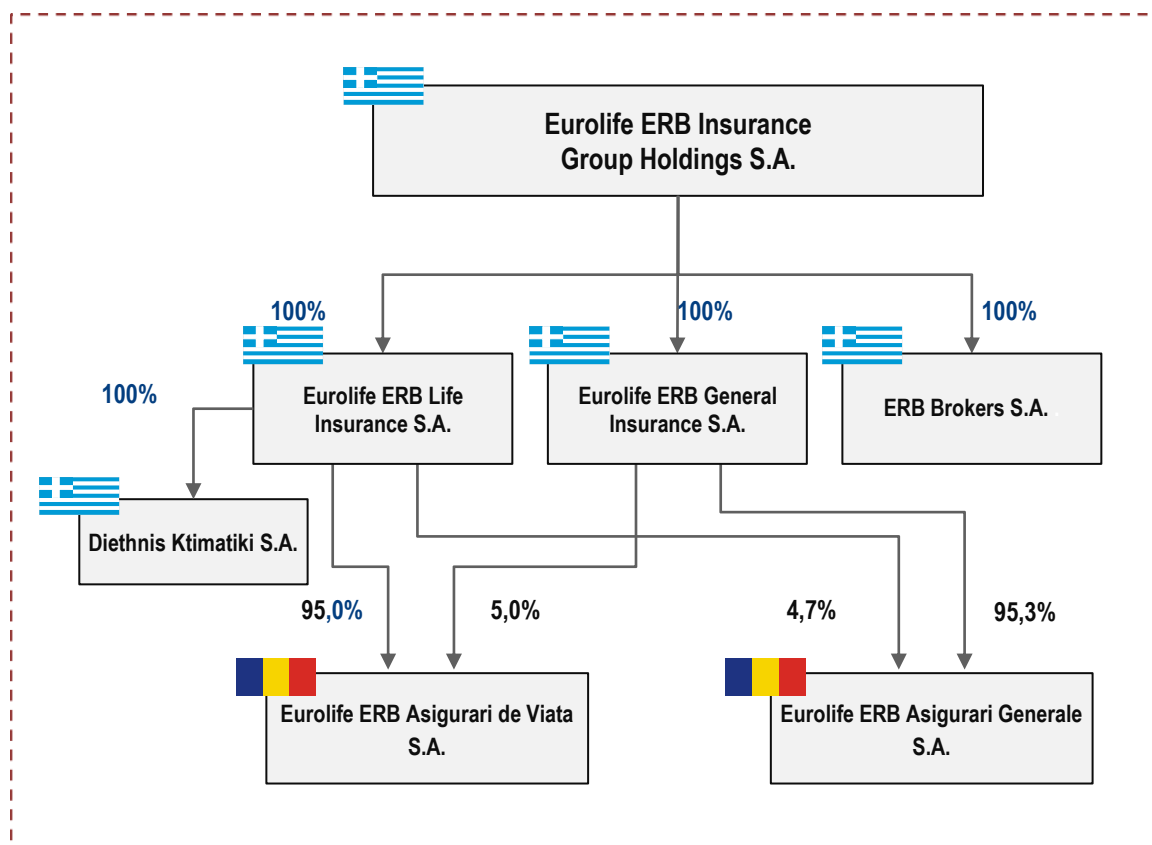 Eurolife ERB Insurance
Group Holdings S.A.
100%
100%
100%
Eurolife ERB Life
Insurance S.A.
Eurolife ERB General
Insurance S.A.
ERB Brokers S.A.
100%
Diethnis Ktimatiki S.A.
95,0%
5,0%
4,7%
95,3%
Eurolife ERB Asigurari de Viata
S.A.
Eurolife ERB Asigurari Generale
S.A.